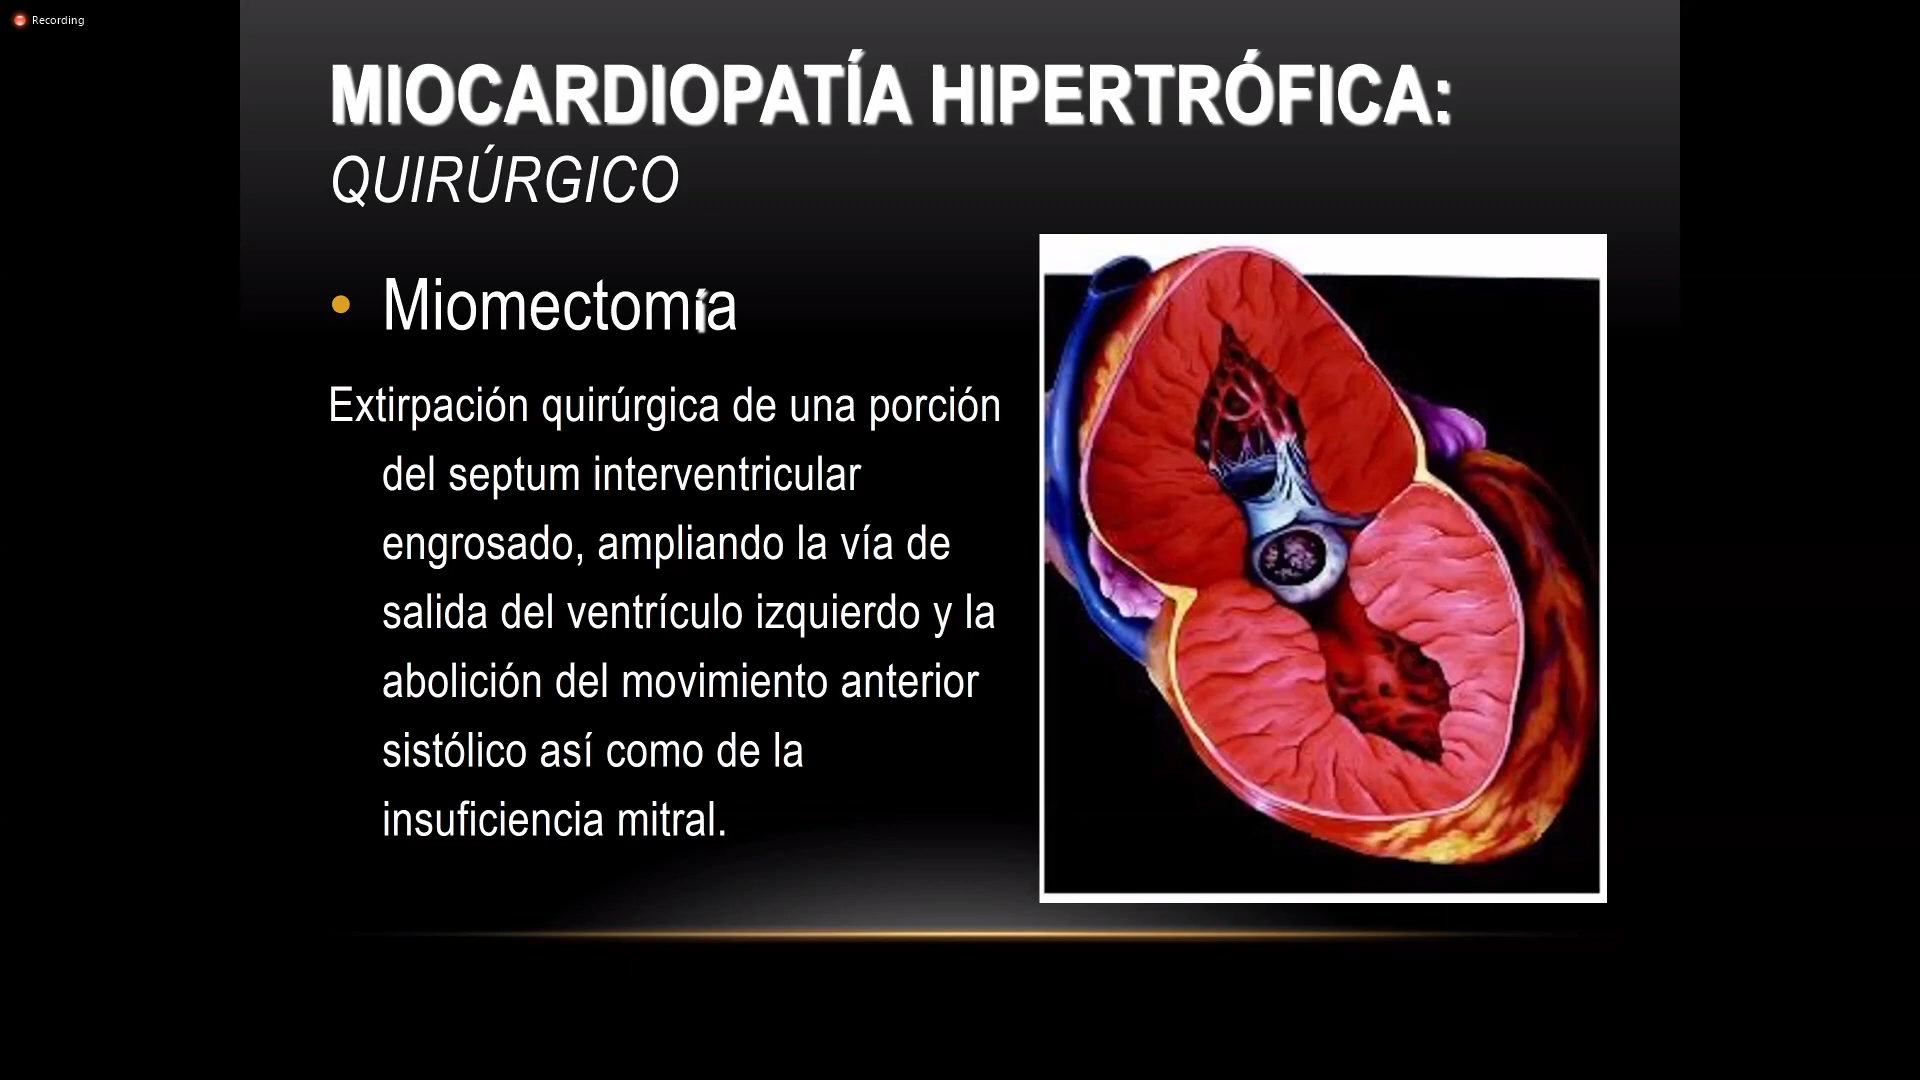 Recording
MIOCARDIOPATÍA HIPERTRÓFICA:
QUIRÚRGICO
• Miomectomía
Extirpación quirúrgica de una porción
del septum interventricular
engrosado, ampliando la vía de
salida del ventrículo izquierdo y la
abolición del movimiento anterior
sistólico así como de la
insuficiencia mitral.